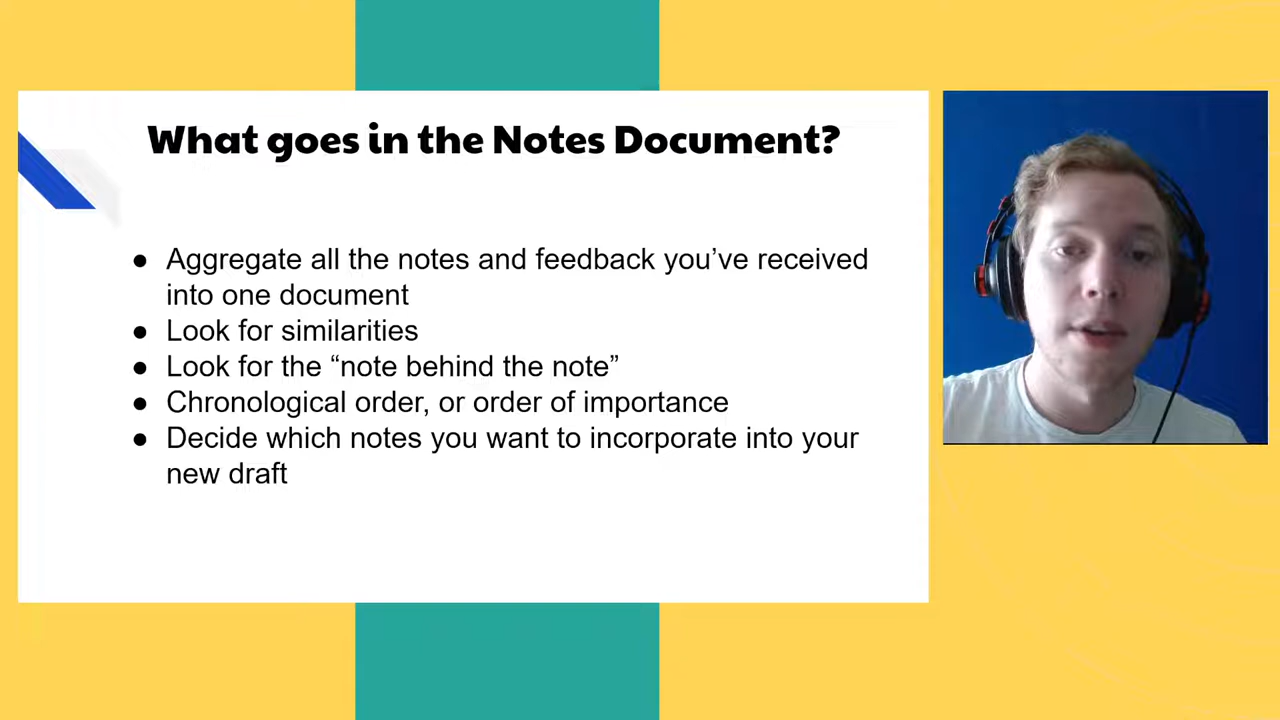 What goes in the Notes Document?
● Aggregate all the notes and feedback you’ve received
into one document
● Look for similarities
● Look for the “note behind the note”
● Chronological order, or order of importance
● Decide which notes you want to incorporate into your
new draft